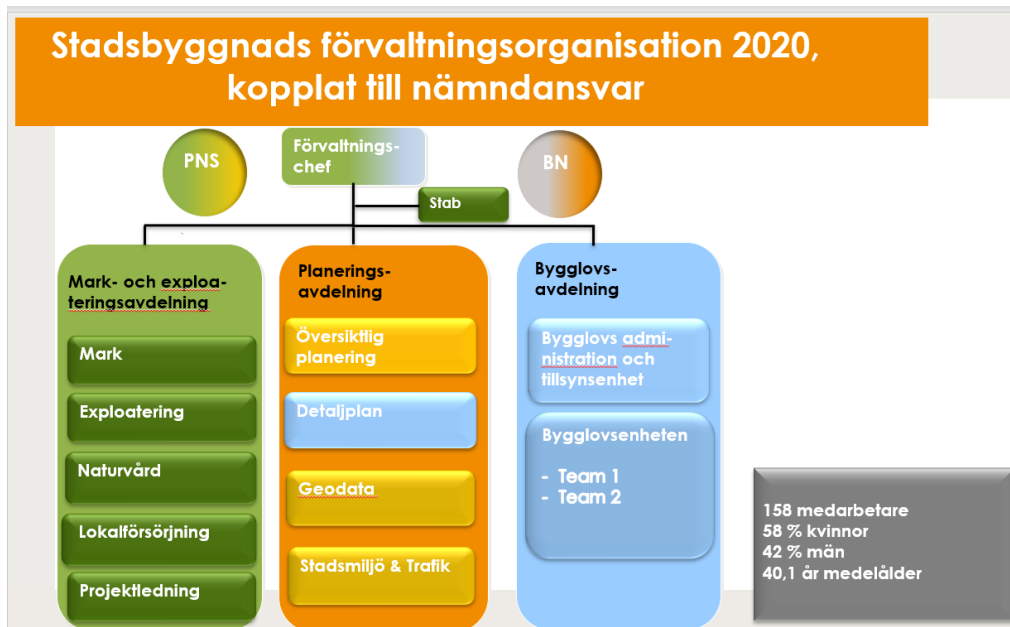 Stadsbyggnads förvaltningsorganisation 2020,
kopplat till nämndansvar
PNS
Förvaltnings-
chef
BN
Stab
Mark- och exploa-
teringsavdelning
Mark
Exploatering
Naturvård
Lokalförsörjning
Projektledning
Planerings-
avdelning
Översiktlig
planering
Detaljplan
Geodata
Stadsmiljö & Trafik
Bygglovs-
avdelning
Bygglovs admi-
nistration och
tillsynsenhet
Bygglovsenheten
- Team 1
- Team 2
158 medarbetare
58 % kvinnor
42 % män
40,1 år medelålder